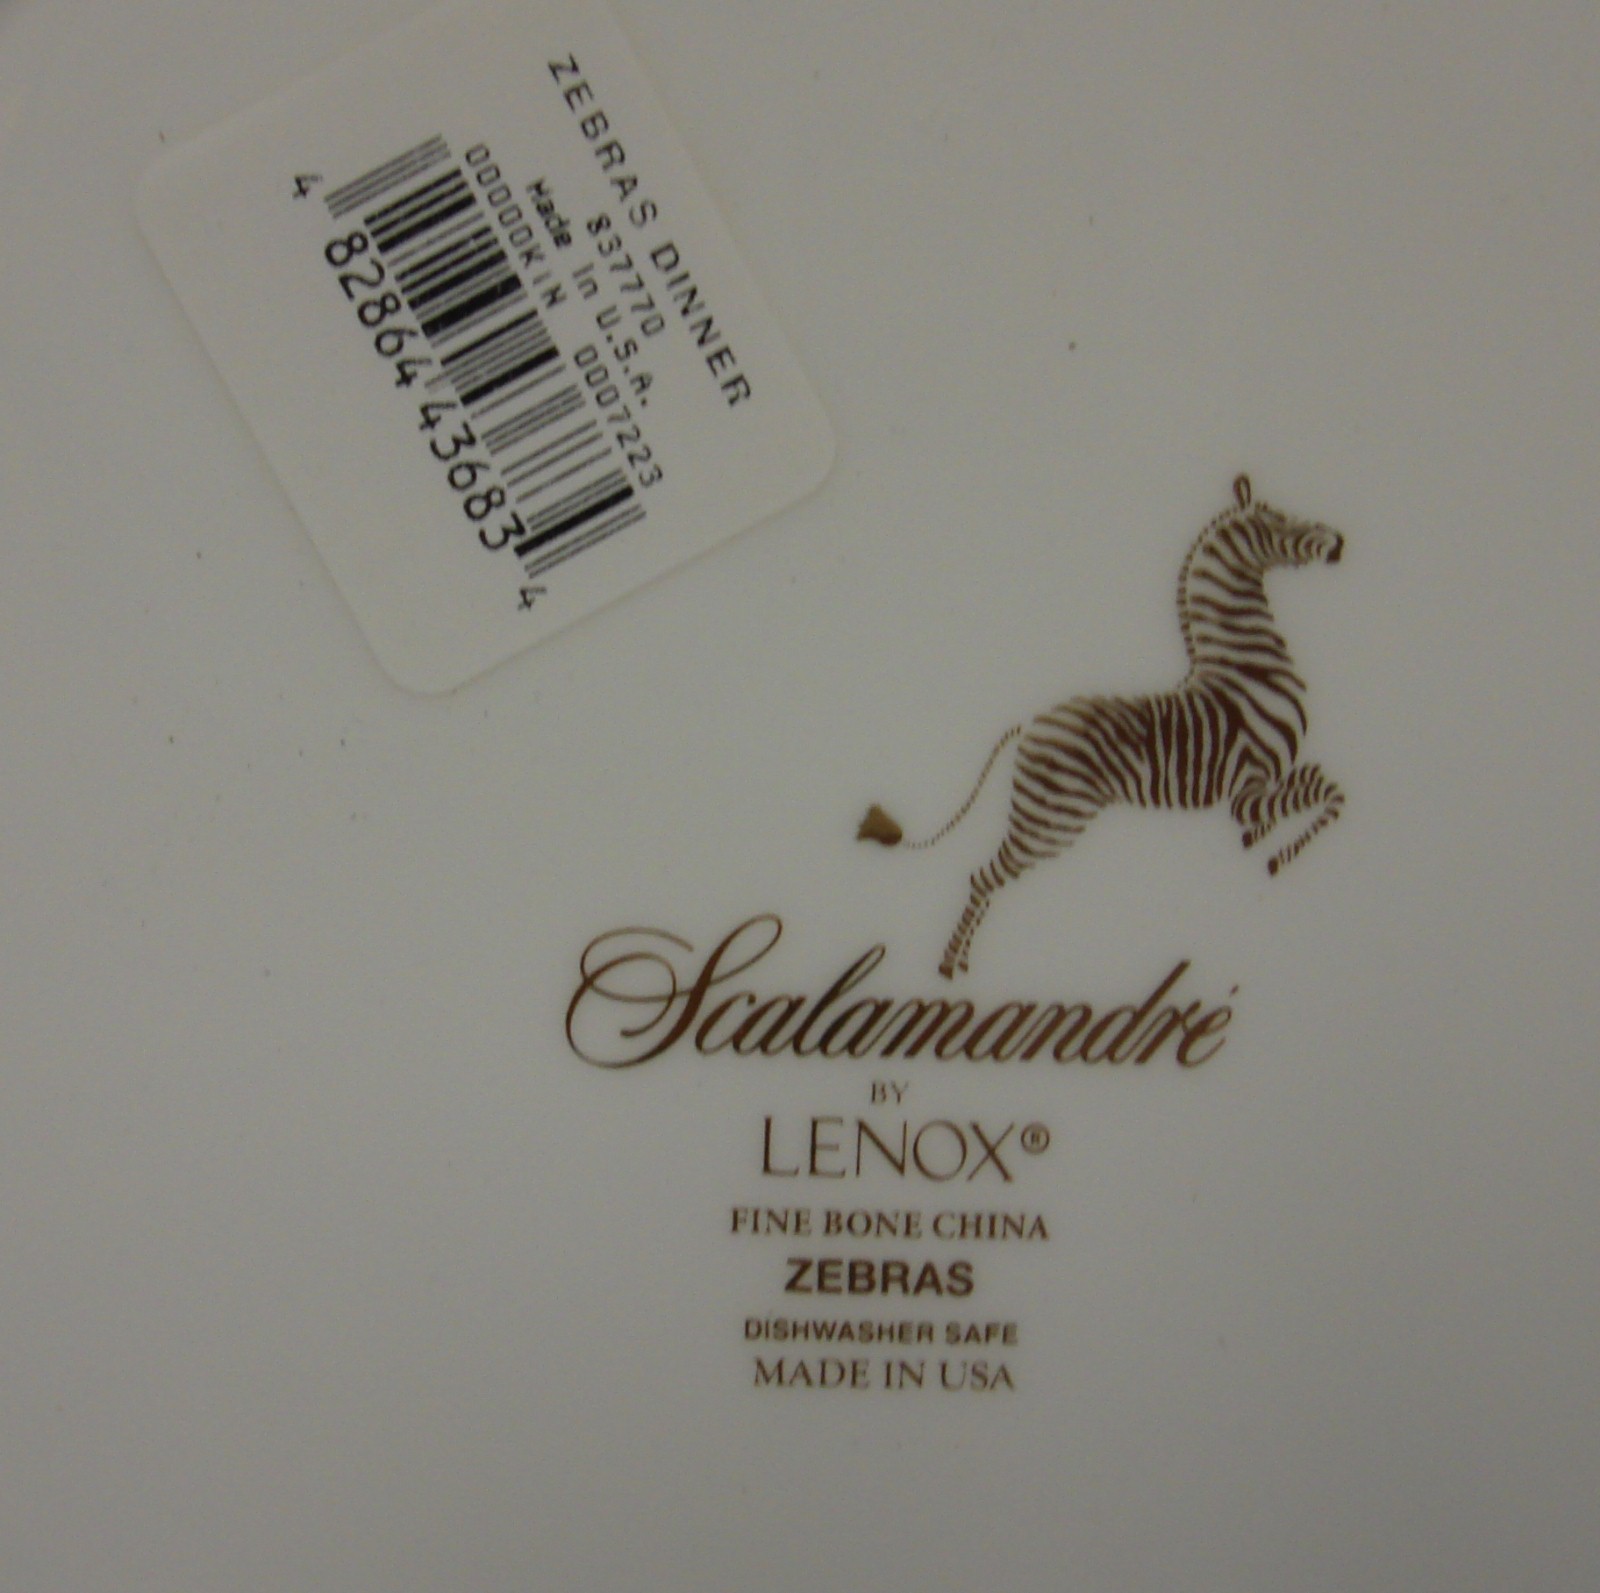 ZEBRAS DINNER
837770
Made in U.S.A.
00000KIN 0007223
4 82864 43683 4
Scalamandré
BY
LENOX®
FINE BONE CHINA
ZEBRAS
DISHWASHER SAFE
MADE IN USA